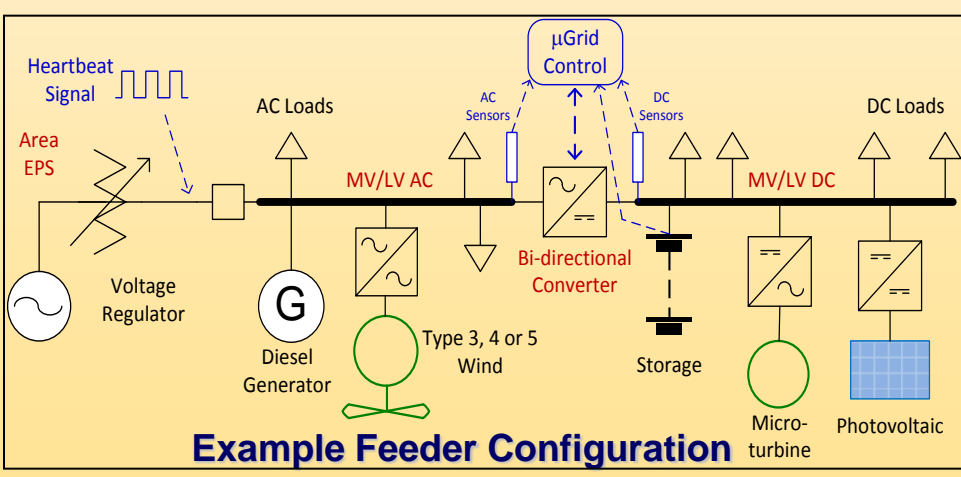 μGrid
Control
Heartbeat
Signal
AC
Sensors
DC
Sensors
AC Loads
DC Loads
Area
EPS
MV/LV AC
MV/LV DC
Voltage
Regulator
G
Diesel
Generator
Type 3, 4 or 5
Wind
Bi-directional
Converter
Storage
Micro-
turbine
Photovoltaic
Example Feeder Configuration